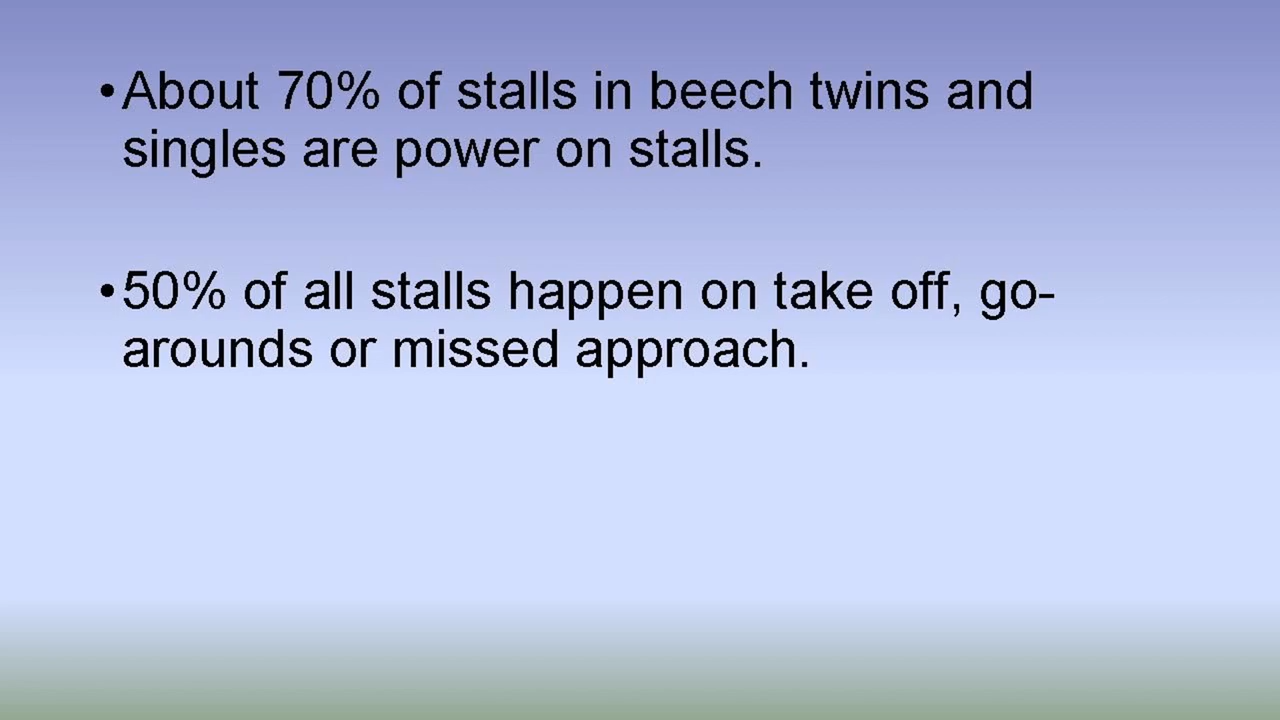 •About 70% of stalls in beech twins and
singles are power on stalls.
•50% of all stalls happen on take off, go-
arounds or missed approach.